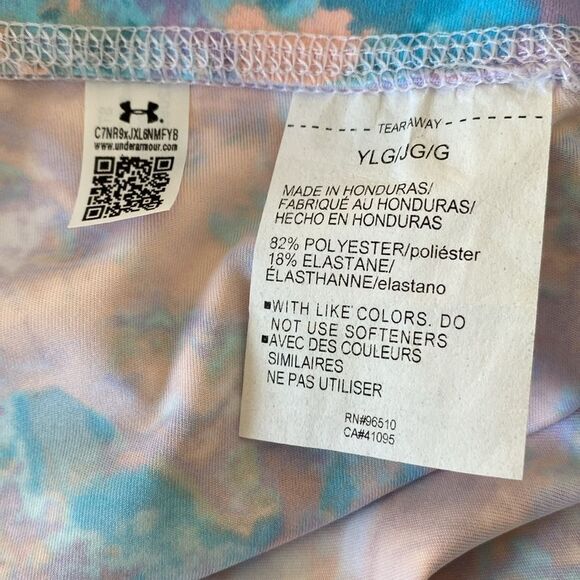 C7NR9xJXL6NMFYB
www.underarmour.com
- - - TEARAWAY - - - -
YLG/JG/G
MADE IN HONDURAS/
FABRIQUÉ AU HONDURAS/
HECHO EN HONDURAS
82% POLYESTER/poliéster
18% ELASTANE/
ÉLASTHANNE/elastano
▪WITH LIKE COLORS. DO
NOT USE SOFTENERS
▪AVEC DES COULEURS
SIMILAIRES
NE PAS UTILISER
RN#96510
CA#41095